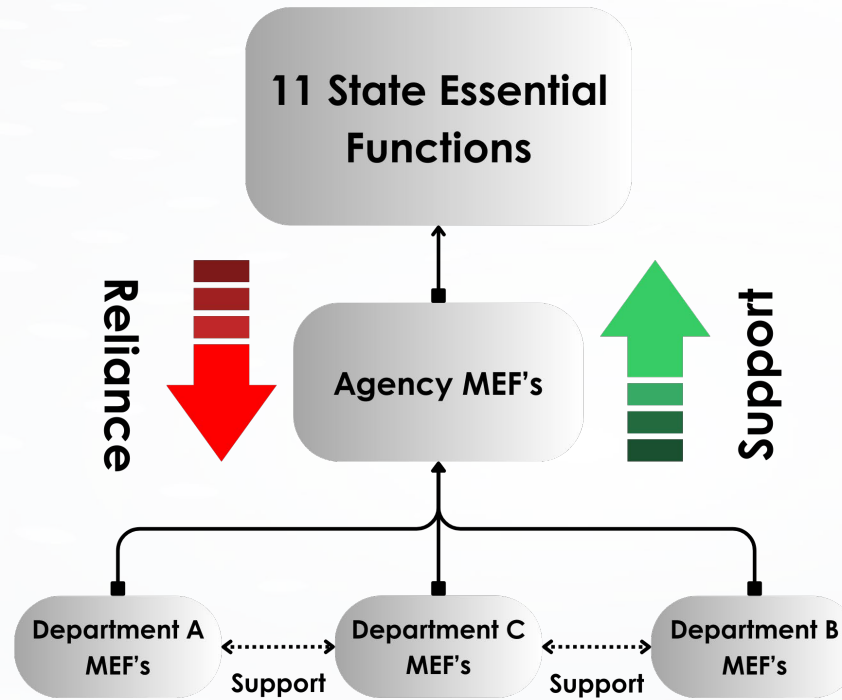 11 State Essential
Functions
Reliance
Agency MEF's
Support
Department A
MEF's
Support
Department C
MEF's
Support
Department B
MEF's